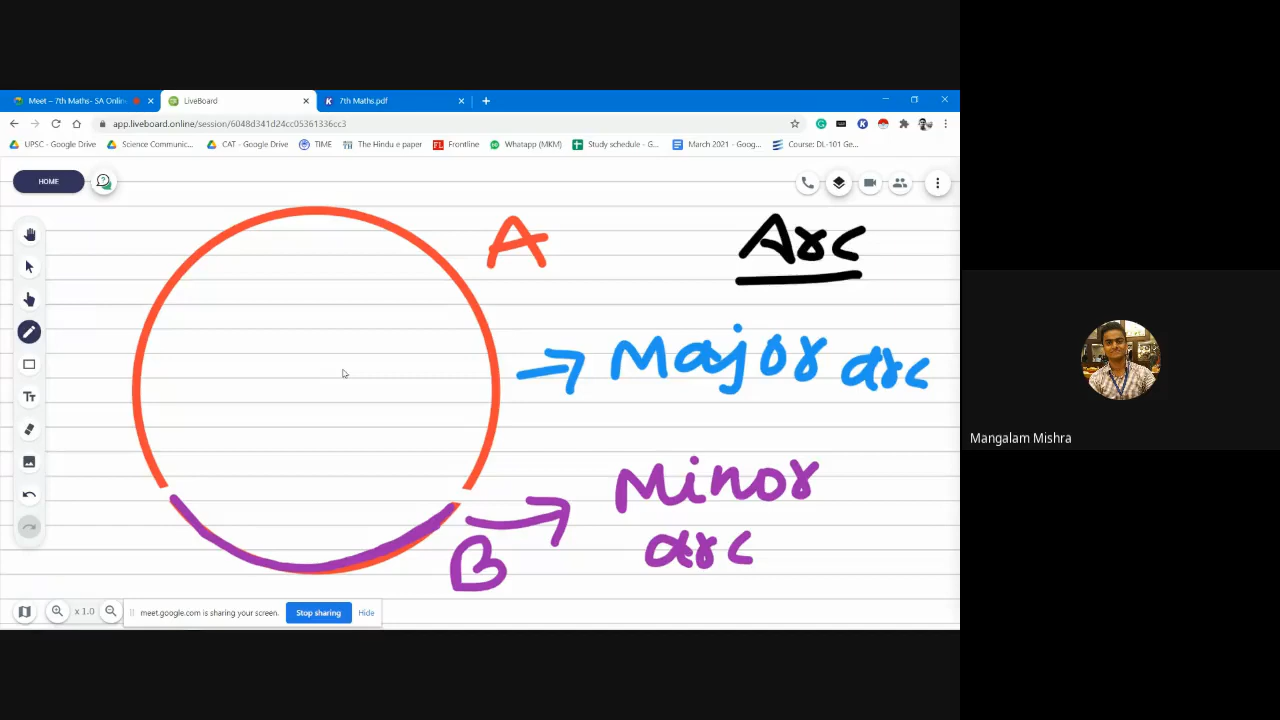 Meet – 7th Maths- SA Onlin
LiveBoard
7th Maths.pdf
app.liveboard.online/session/6048d341d24cc05361336cc3
UPSC - Google Drive
Science Communic...
CAT - Google Drive
TIME
The Hindu e paper
FL Frontline
Whatapp (MKM)
Study schedule - G...
March 2021 - Goog...
Course: DL-101 Ge...
HOME
A
Arc
→ Major arc
Mangalam Mishra
Tт
→ Minor
arc
B
x 1.0
meet.google.com is sharing your screen.
Stop sharing
Hide